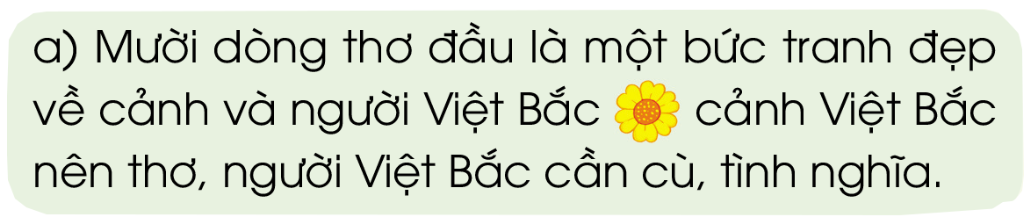 a) Mười dòng thơ đầu là một bức tranh đẹp
về cảnh và người Việt Bắc cảnh Việt Bắc
nên thơ, người Việt Bắc cần cù, tình nghĩa.